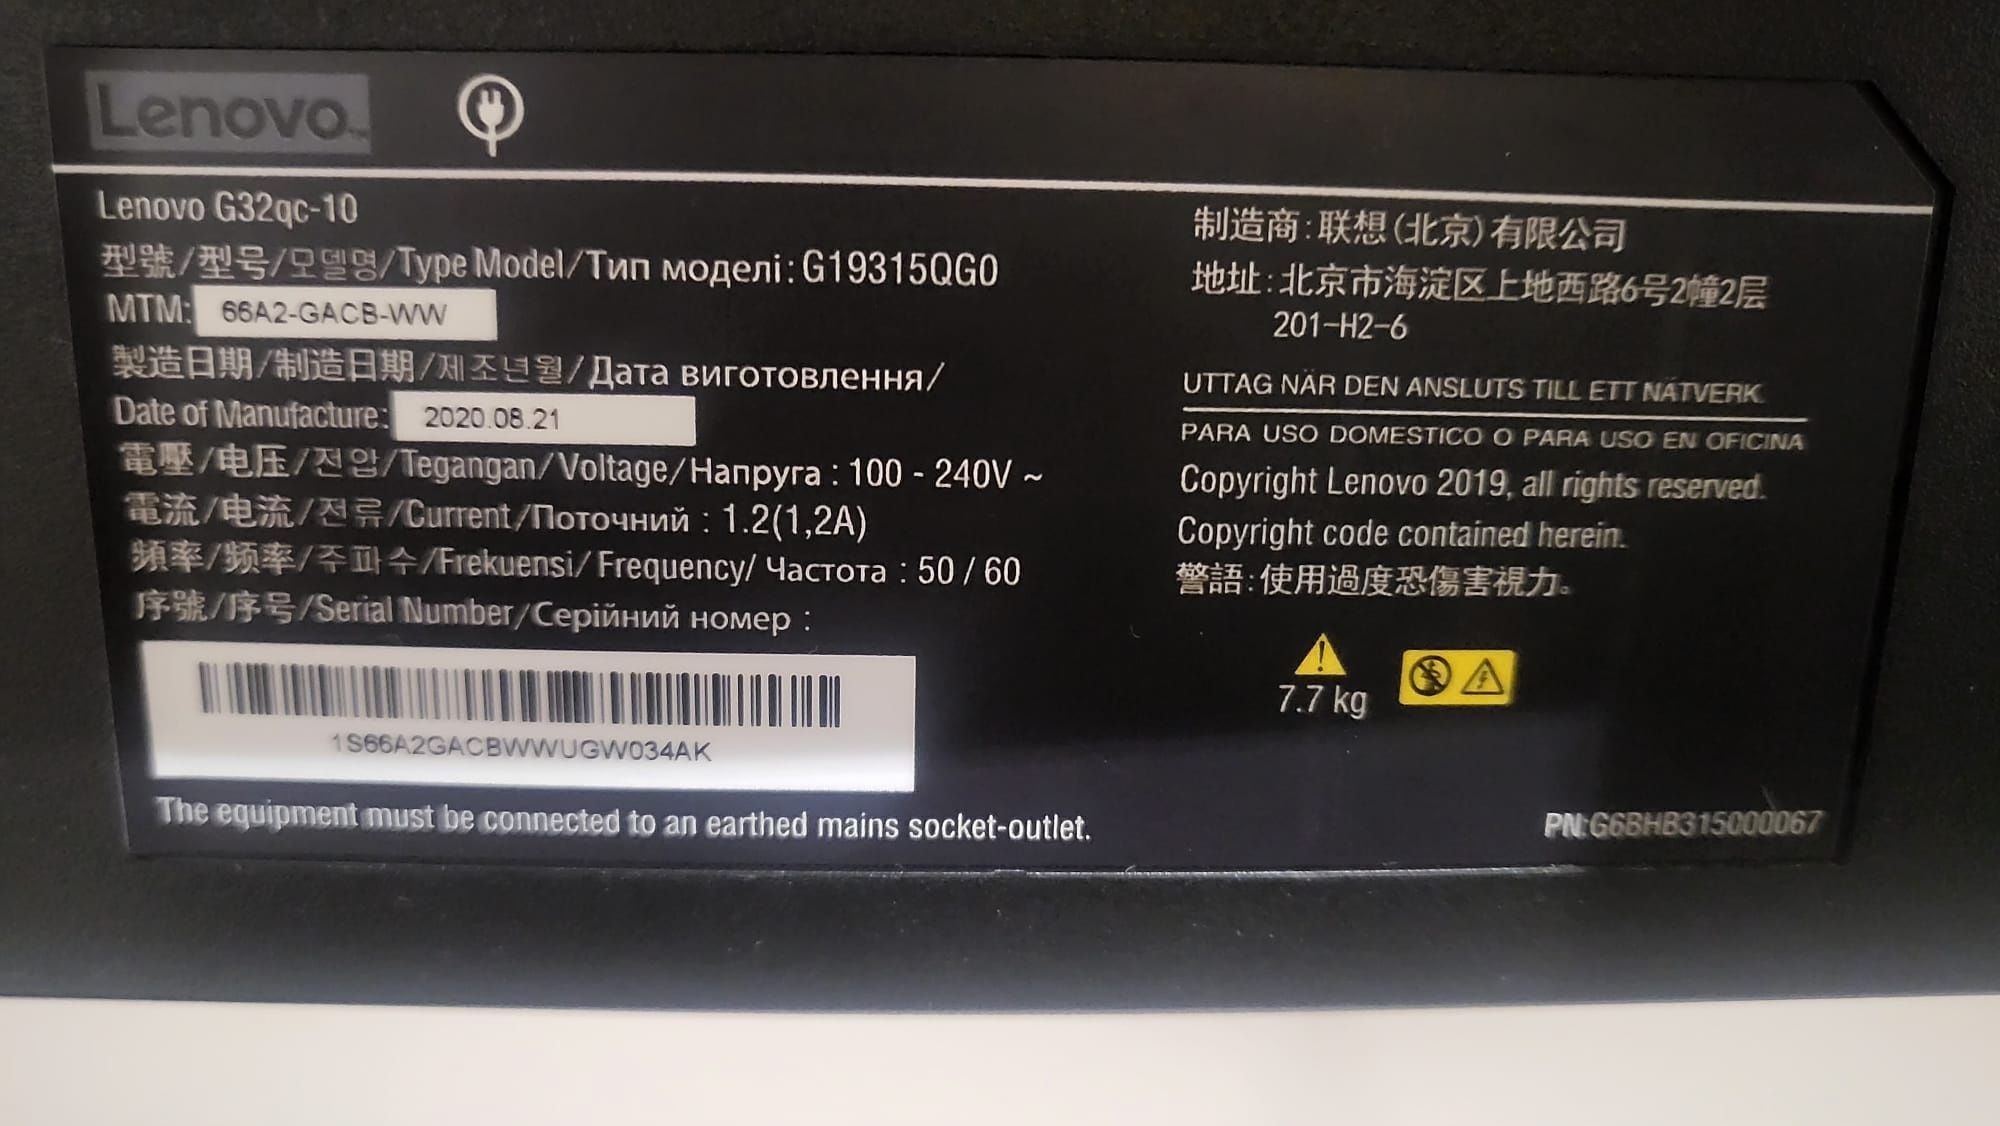 Lenovo
Lenovo G32qc-10
型號/型号/모델명/Type Model/Тип моделі: G19315QG0
MTM: 66A2-GACB-WW
製造日期/制造日期/제조년월/Дата виготовлення/
Date of Manufacture: 2020.08.21
電壓/电压/전압/Tegangan/Voltage/Напруга : 100 - 240V ~
電流/电流/전류/Current/Поточний : 1.2(1,2A)
頻率/频率/주파수/Frekuensi/Frequency/ Частота : 50 / 60
序號/序号/Serial Number/Серійний номер :
1S66A2GACBWWUGW034AK
The equipment must be connected to an earthed mains socket-outlet.
制造商:联想(北京)有限公司
地址:北京市海淀区上地西路6号2幢2层
201-H2-6
UTTAG NÄR DEN ANSLUTS TILL ETT NÄTVERK.
PARA USO DOMESTICO O PARA USO EN OFICINA
Copyright Lenovo 2019, all rights reserved.
Copyright code contained herein.
警語:使用過度恐傷害視力。
7.7 kg
PN:G6BHB315000067